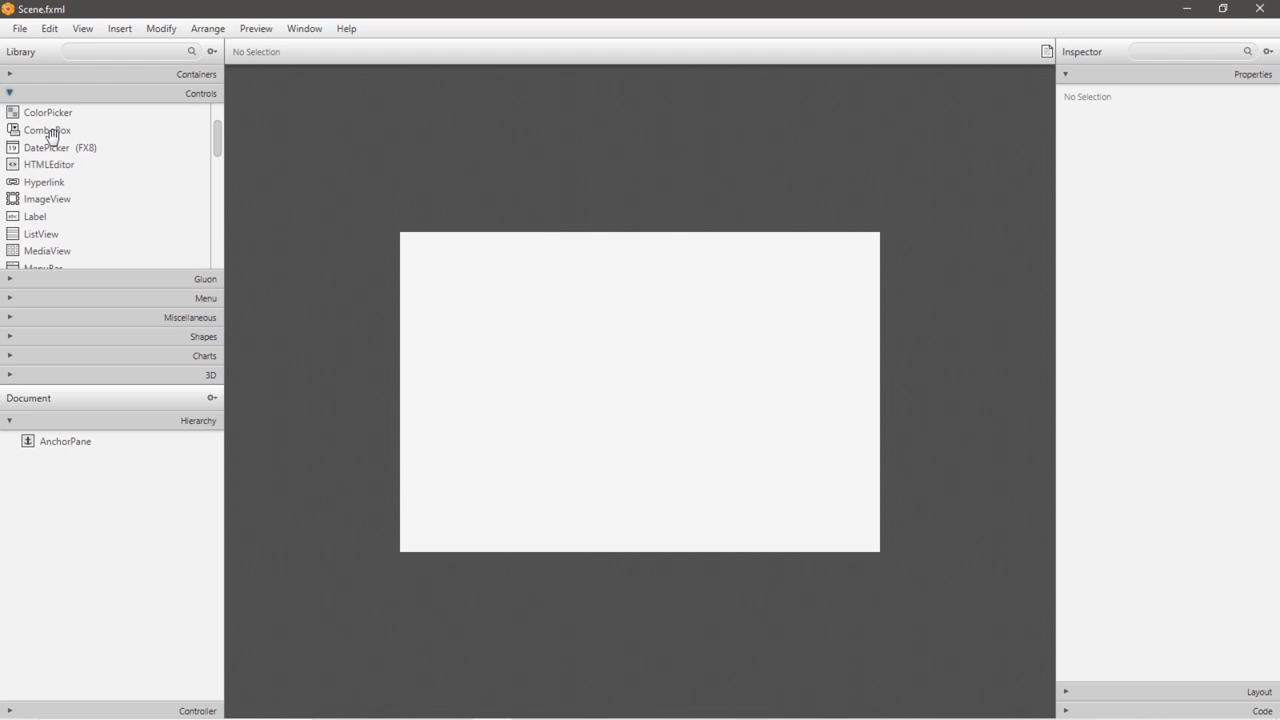 Scene.fxml
File Edit View Insert Modify Arrange Preview Window Help
Library
No Selection
Inspector
Containers
Properties
Controls
No Selection
ColorPicker
ComboBox
DatePicker (FX8)
HTMLEditor
Hyperlink
ImageView
Label
ListView
MediaView
MenuBar
Gluon
Menu
Miscellaneous
Shapes
Charts
3D
Document
Hierarchy
AnchorPane
Layout
Controller
Code